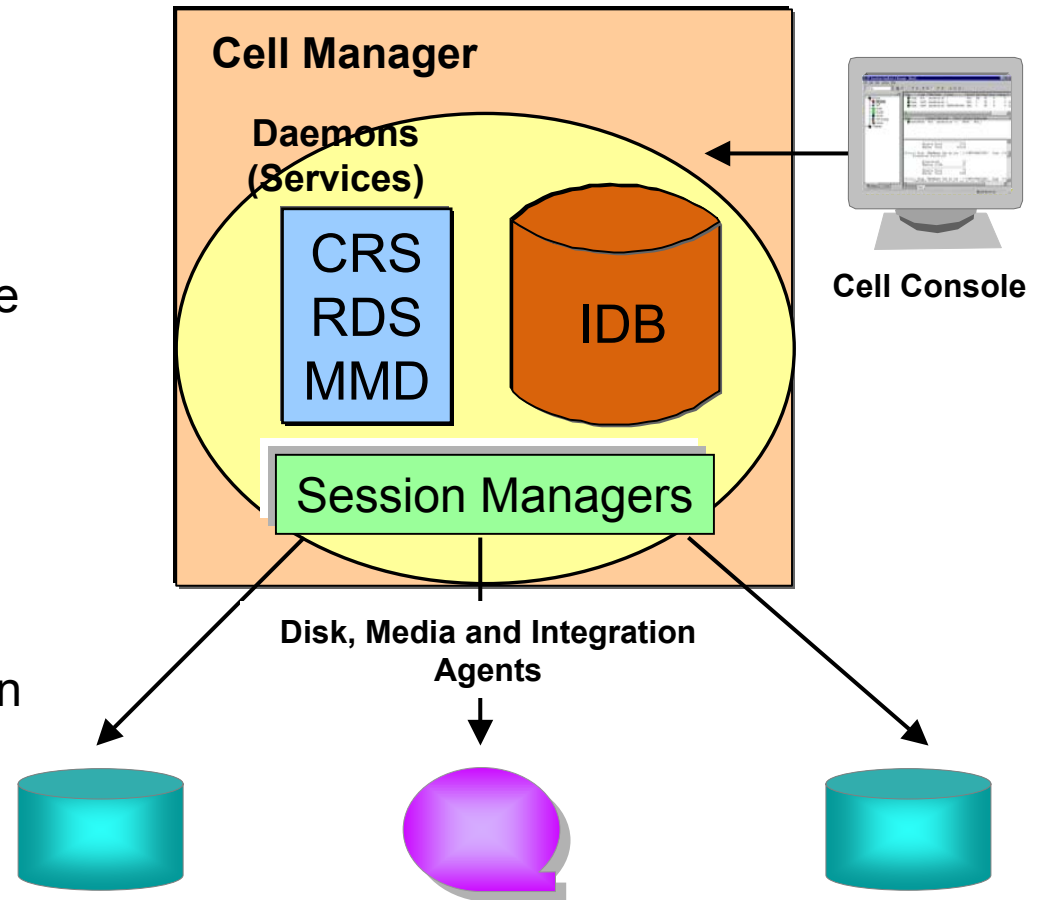 Cell Manager
Daemons
(Services)
CRS
RDS
MMD
IDB
Cell Console
e
Session Managers
Disk, Media and Integration
Agents
n